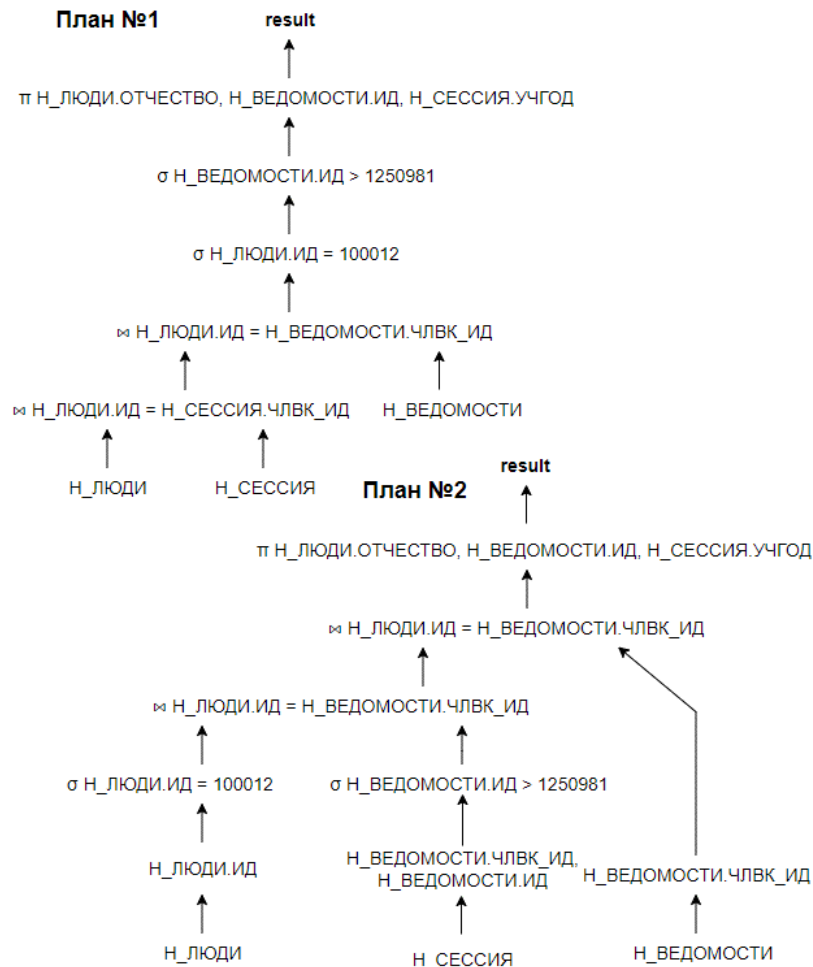 План №1
result
π Н_ЛЮДИ.ОТЧЕСТВО, Н_ВЕДОМОСТИ.ИД, Н_СЕССИЯ.УЧГОД
σ Н_ВЕДОМОСТИ.ИД > 1250981
σ Н_ЛЮДИ.ИД = 100012
⋈ Н_ЛЮДИ.ИД = Н_ВЕДОМОСТИ.ЧЛВК_ИД
⋈ Н_ЛЮДИ.ИД = Н_СЕССИЯ.ЧЛВК_ИД
Н_ВЕДОМОСТИ
Н_ЛЮДИ
Н_СЕССИЯ
План №2
result
π Н_ЛЮДИ.ОТЧЕСТВО, Н_ВЕДОМОСТИ.ИД, Н_СЕССИЯ.УЧГОД
⋈ Н_ЛЮДИ.ИД = Н_ВЕДОМОСТИ.ЧЛВК_ИД
⋈ Н_ЛЮДИ.ИД = Н_ВЕДОМОСТИ.ЧЛВК_ИД
σ Н_ЛЮДИ.ИД = 100012
σ Н_ВЕДОМОСТИ.ИД > 1250981
Н_ЛЮДИ.ИД
Н_ВЕДОМОСТИ.ЧЛВК_ИД,
Н_ВЕДОМОСТИ.ИД
Н_ВЕДОМОСТИ.ЧЛВК_ИД
Н_ЛЮДИ
Н_СЕССИЯ
Н_ВЕДОМОСТИ